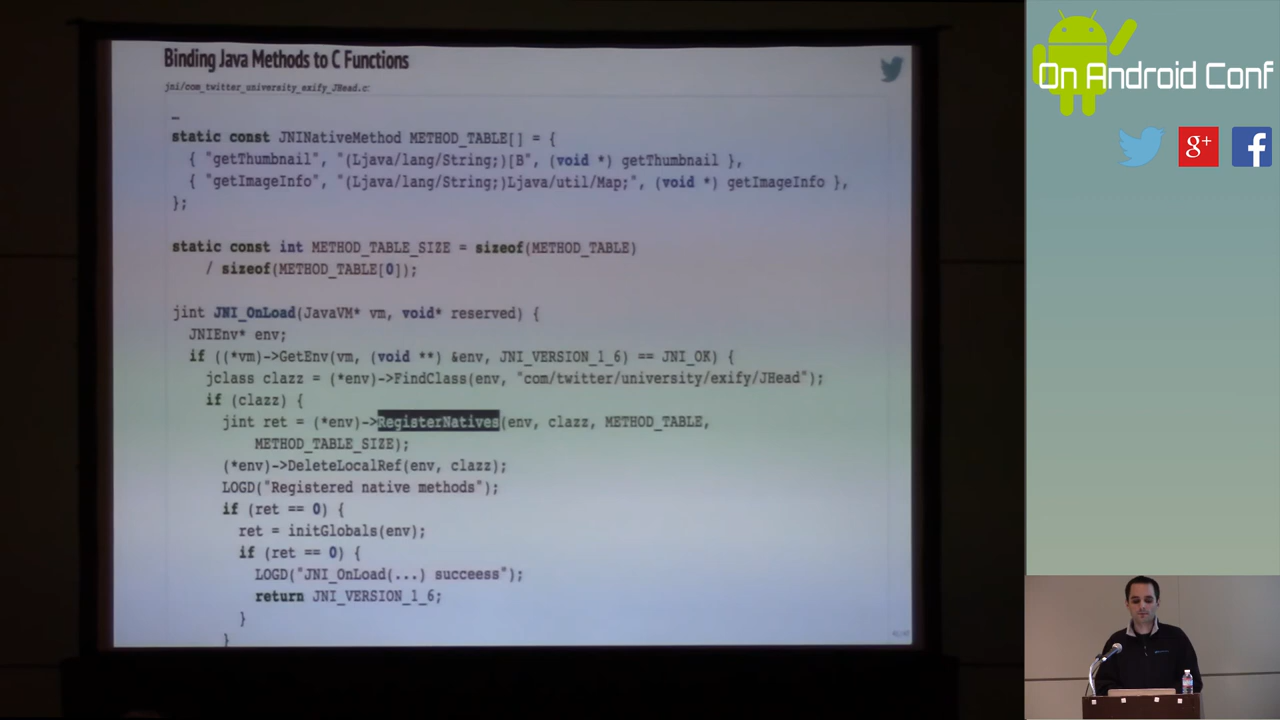 Binding Java Methods to C Functions
jni/com_twitter_university_exify_JHead.c:
…
static const JNINativeMethod METHOD_TABLE[] = {
{ "getThumbnail", "(Ljava/lang/String;)[B", (void *) getThumbnail },
{ "getImageInfo", "(Ljava/lang/String;)Ljava/util/Map;", (void *) getImageInfo },
};
static const int METHOD_TABLE_SIZE = sizeof(METHOD_TABLE)
/ sizeof(METHOD_TABLE[0]);
jint JNI_OnLoad(JavaVM* vm, void* reserved) {
JNIEnv* env;
if ((*vm)->GetEnv(vm, (void **) &env, JNI_VERSION_1_6) == JNI_OK) {
jclass clazz = (*env)->FindClass(env, "com/twitter/university/exify/JHead");
if (clazz) {
jint ret = (*env)->RegisterNatives(env, clazz, METHOD_TABLE,
METHOD_TABLE_SIZE);
(*env)->DeleteLocalRef(env, clazz);
LOGD("Registered native methods");
if (ret == 0) {
ret = initGlobals(env);
if (ret == 0) {
LOGD("JNI_OnLoad(...) succeess");
return JNI_VERSION_1_6;
}
}
On Android Conf
g+
f